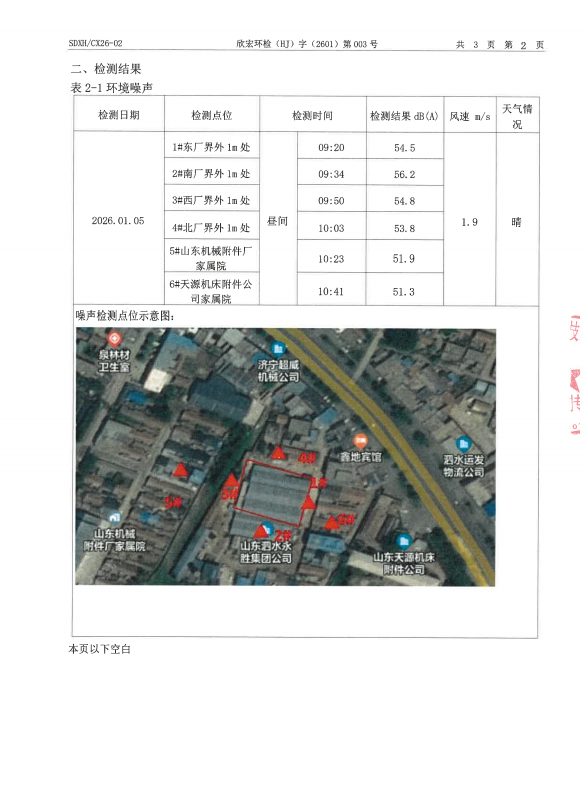 SDXH/CX26-02 欣宏环检（HJ）字（2601）第 003 号 共 3 页 第 2 页
二、检测结果
表 2-1 环境噪声
检测日期 检测点位 检测时间 检测结果 dB(A) 风速 m/s 天气情况
2026.01.05 昼间 1.9 晴
1#东厂界外 1m 处 09:20 54.5
2#南厂界外 1m 处 09:34 56.2
3#西厂界外 1m 处 09:50 54.8
4#北厂界外 1m 处 10:03 53.8
5#山东机械附件厂家属院 10:23 51.9
6#天源机床附件公司家属院 10:41 51.3
噪声检测点位示意图：
泉林村
卫生室
济宁超威
机械公司
鑫地宾馆
泗水运发
物流公司
4#
1#
5#
6#
2#
山东机械
附件厂家属院
山东泗水永
胜集团公司
山东天源机床
附件公司
本页以下空白